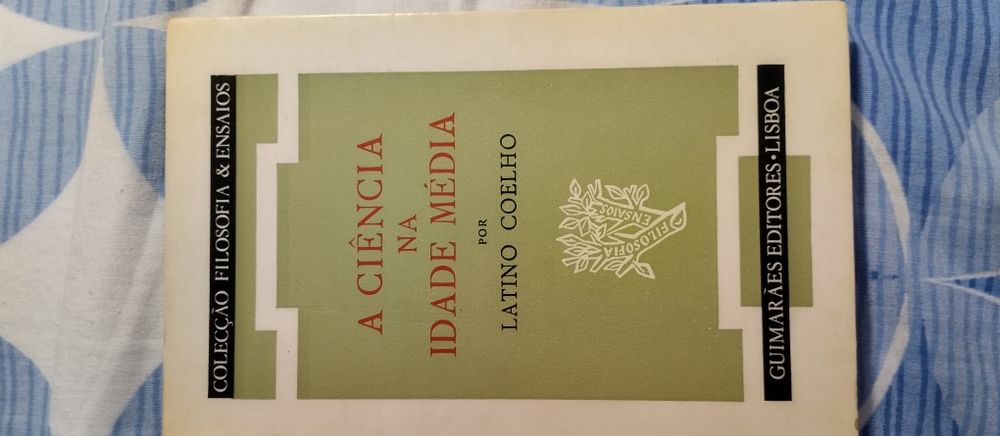 COLECÇÃO FILOSOFIA & ENSAIOS
A CIÊNCIA
NA
IDADE MÉDIA
POR
LATINO COELHO
FILOSOFIA
ENSAIOS
GUIMARÃES EDITORES · LISBOA